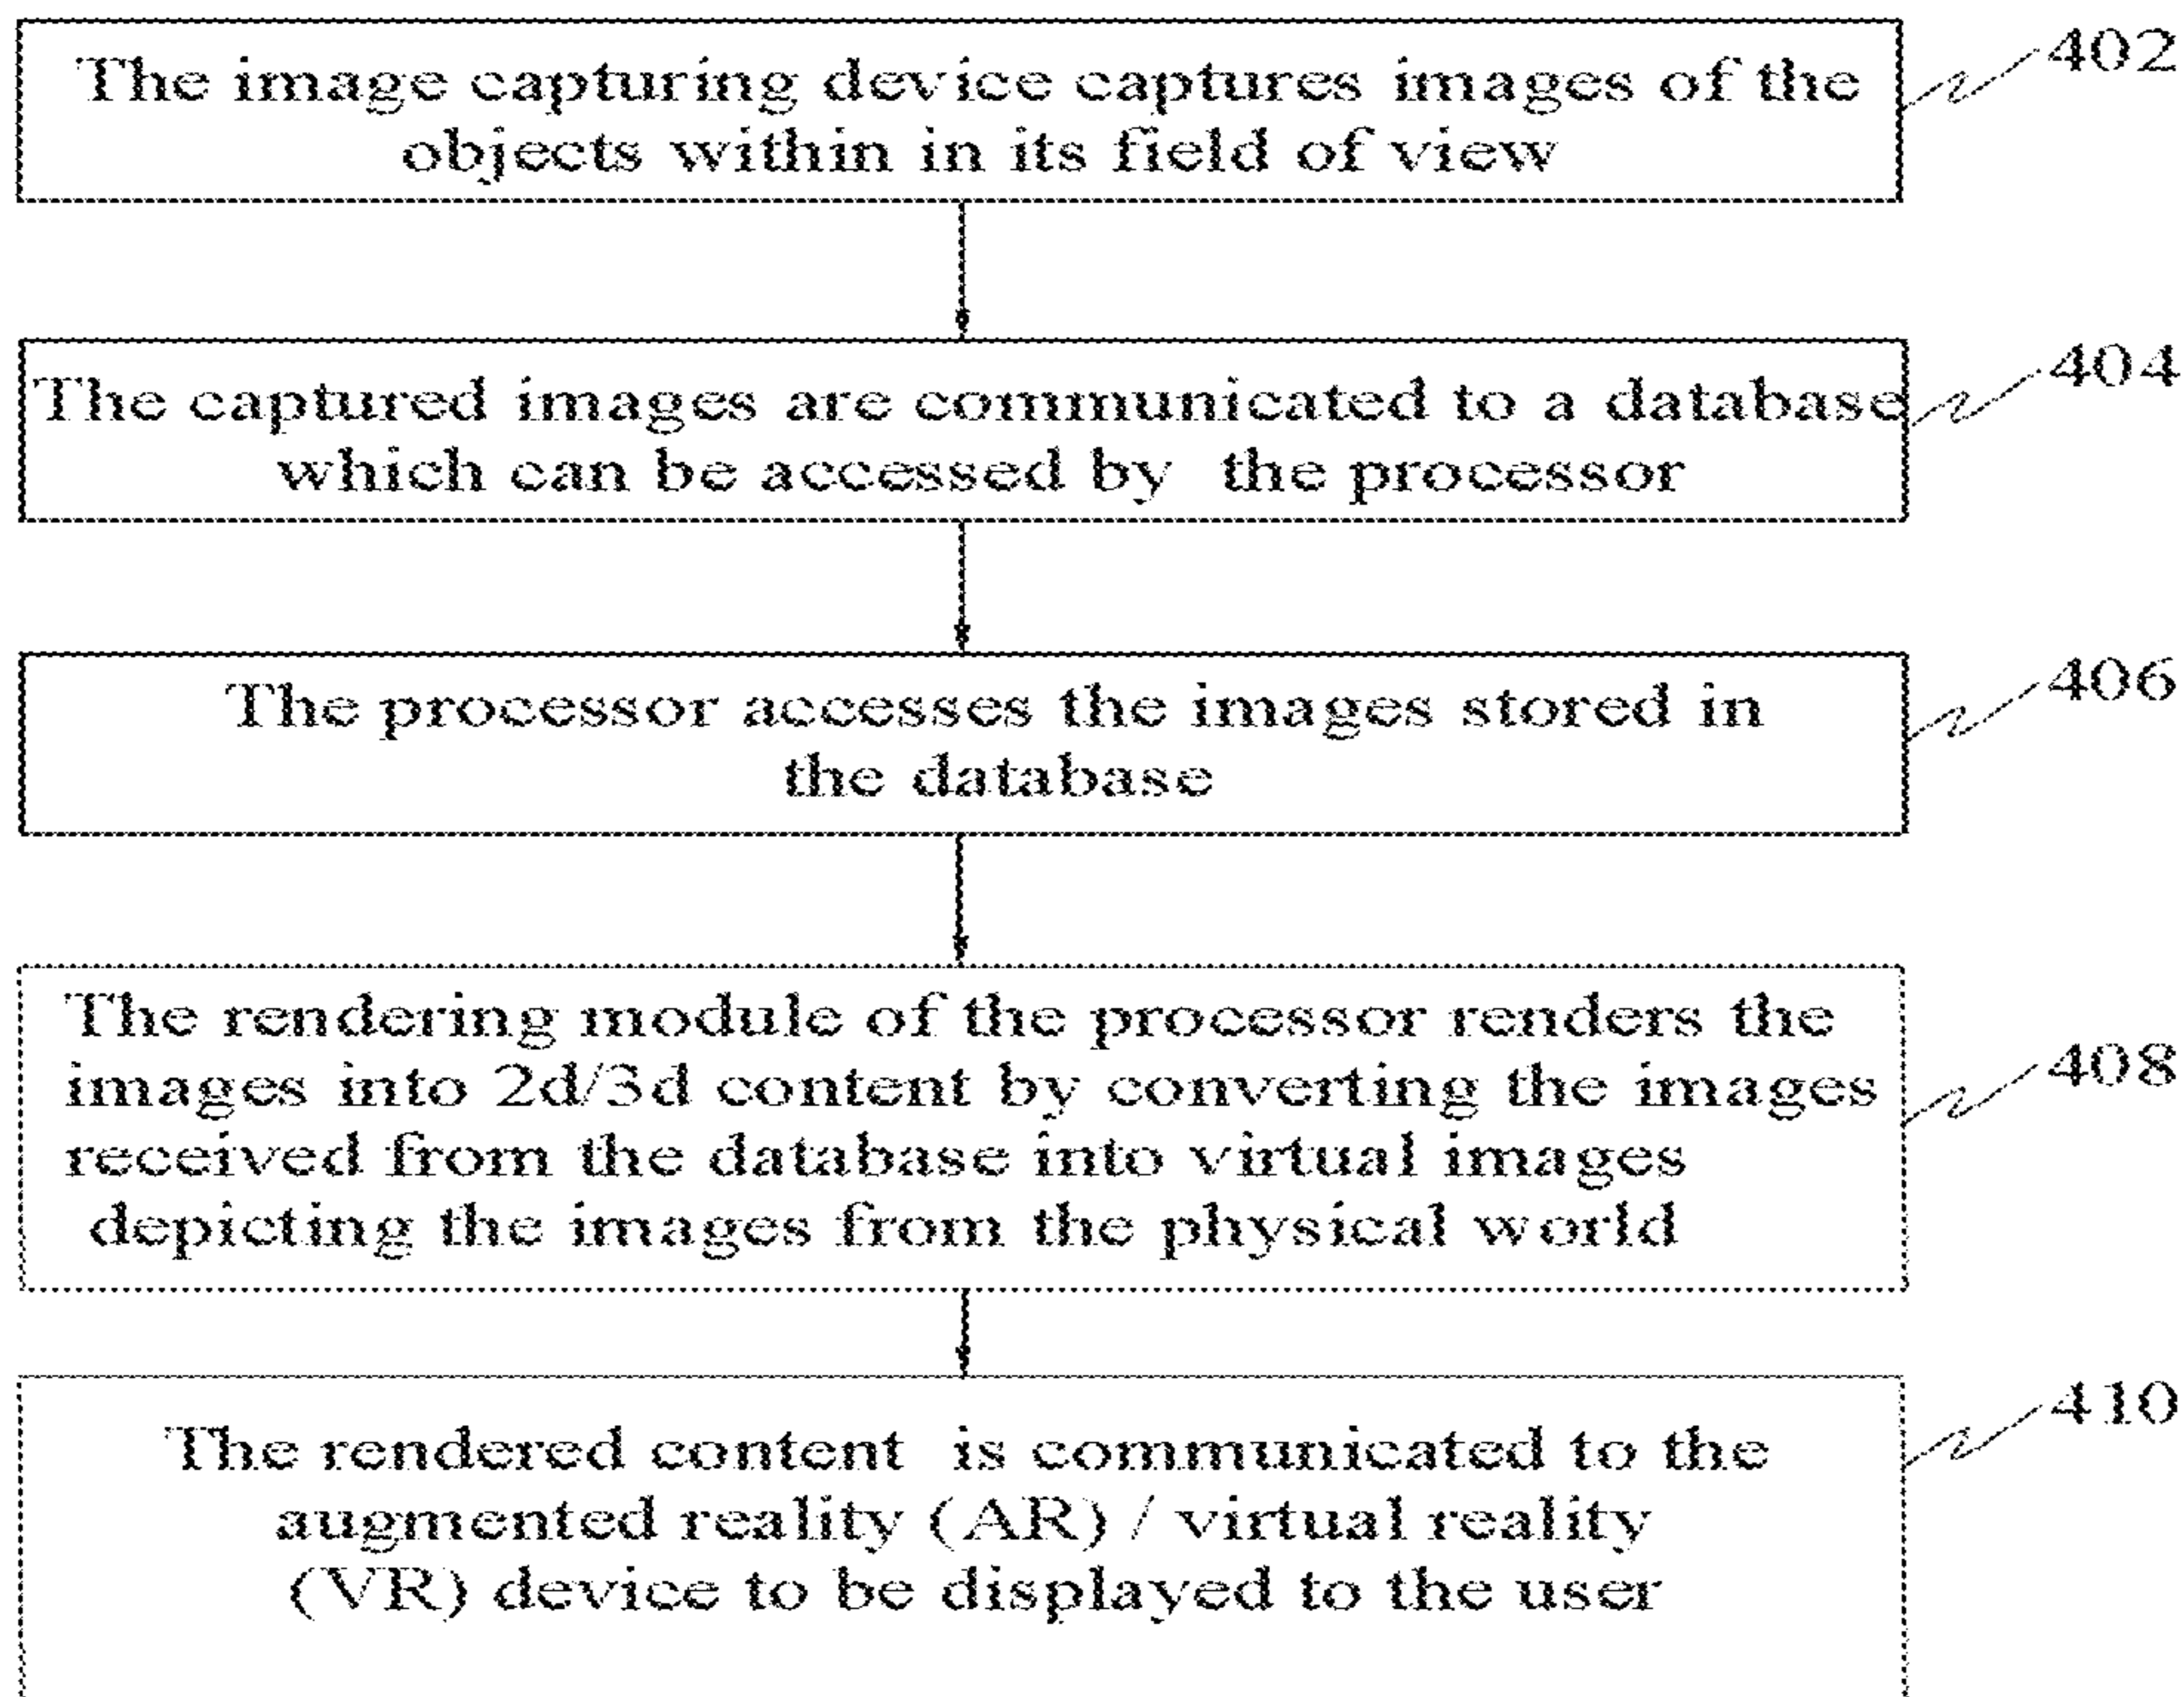 The image capturing device captures images of the
objects within in its field of view
402
The captured images are communicated to a database
which can be accessed by the processor
404
The processor accesses the images stored in
the database
406
The rendering module of the processor renders the
images into 2d/3d content by converting the images
received from the database into virtual images
depicting the images from the physical world
408
The rendered content is communicated to the
augmented reality (AR) / virtual reality
(VR) device to be displayed to the user
410